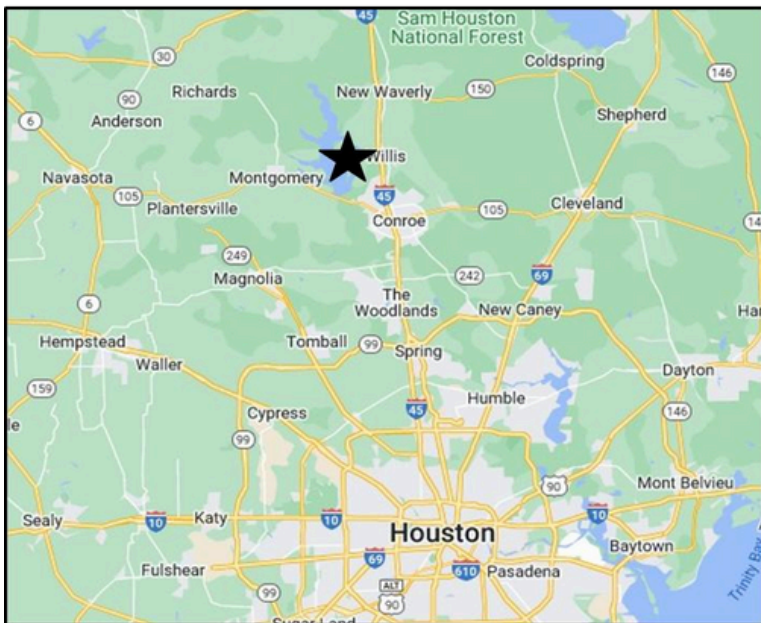 45
Sam Houston
National Forest
Coldspring
30
146
Richards
New Waverly
150
90
Anderson
6
Shepherd
Willis
Navasota
Montgomery
105
Plantersville
45
Conroe
105
Cleveland
249
Magnolia
242
69
The
Woodlands
6
New Caney
Hempstead
Tomball
99
Spring
Waller
Dayton
159
Humble
45
146
Cypress
99
90
Mont Belvieu
Sealy
10
Katy
10
Houston
10
Baytown
69
Fulshear
610
Pasadena
ALT
90
99
Sugar Land
Trinity Bay